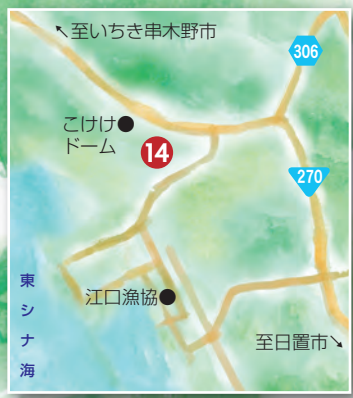 ↖至いちき串木野市
306
こけけ●
ドーム
14
270
江口漁協●
東シナ海
至日置市↘